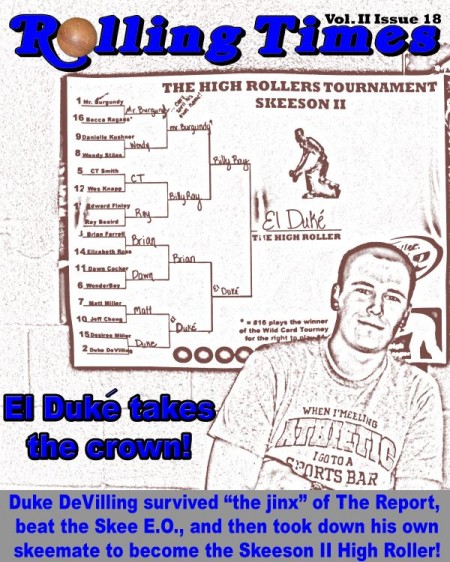 Rolling Times
Vol. II Issue 18
THE HIGH ROLLERS TOURNAMENT
SKEESON II
1 Mr. Burgundy
16 Becca Ragans*
9 Danielle Kushner
8 Wendy Stiles
5 CT Smith
12 Wes Knapp
Edward Finley
Ray Beaird
Brian Farrell
14 Elizabeth Rose
11 Dawn Cocker
6 WonderBoy
7 Matt Miller
10 Jeff Chong
15 Desiree Miller
2 Duke DeVilling
Mr. Burgundy
Wendy
CT
Ray
Brian
Dawn
Matt
Duke
Mr. Burgundy
Billy Ray
Brian
Duké
Billy Ray
El Duké
El Duké
THE HIGH ROLLER
* = #16 plays the winner
of the Wild Card Tourney
for the right to play
WHEN I'M FEELING
ATHLETIC
I GO TO A
SPORTS BAR
El Duké takes
the crown!
Duke DeVilling survived “the jinx” of The Report,
beat the Skee E.O., and then took down his own
skeemate to become the Skeeson II High Roller!